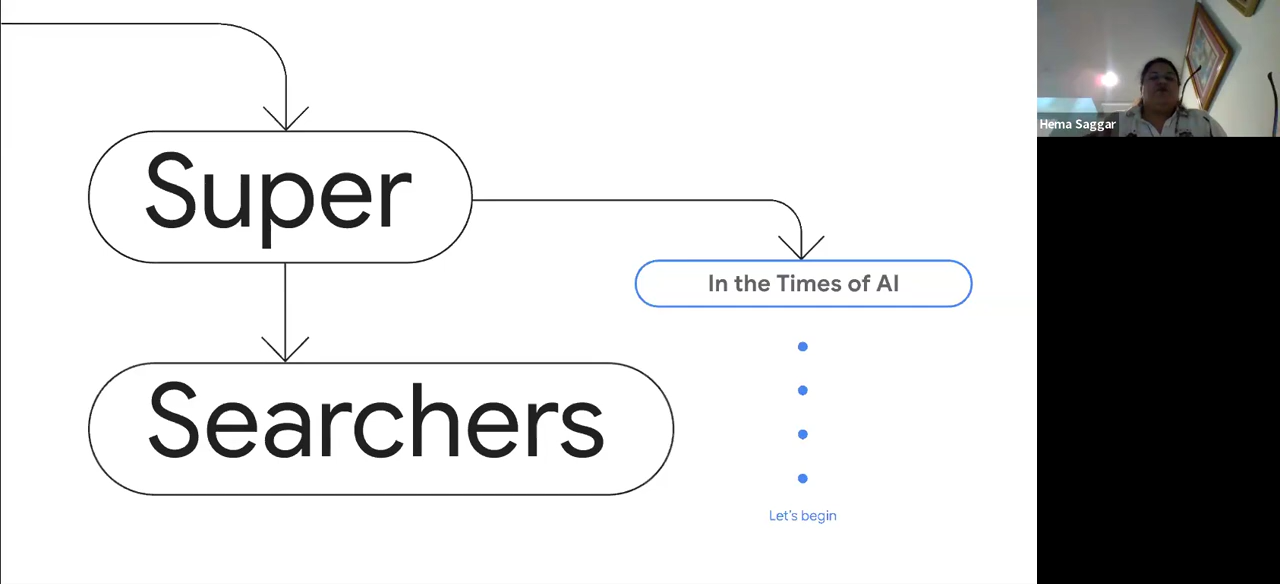 Super
Searchers
In the Times of AI
Let's begin
Hema Saggar